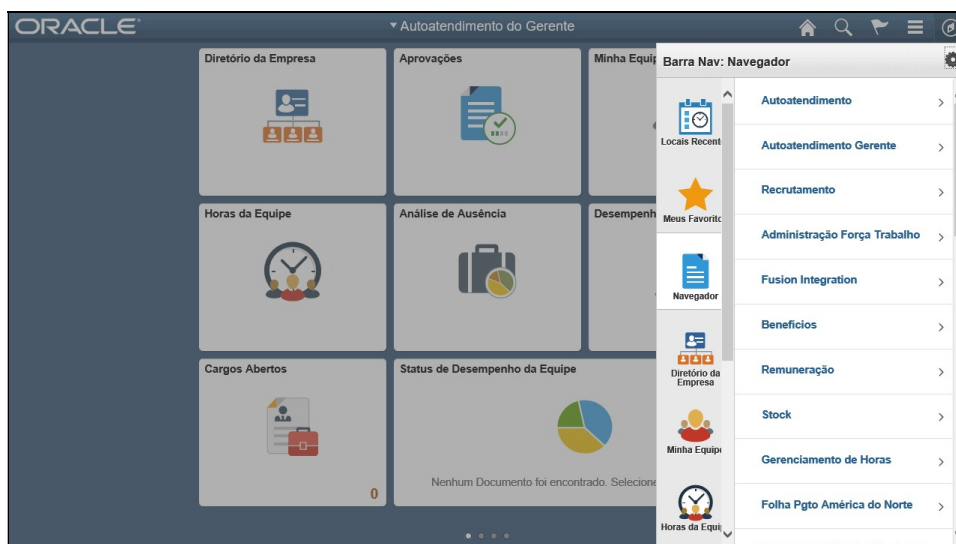 ORACLE
Autoatendimento do Gerente
Diretório da Empresa
Aprovações
Minha Equip
Horas da Equipe
Análise de Ausência
Desempenh
Cargos Abertos
0
Status de Desempenho da Equipe
Nenhum Documento foi encontrado. Selecione
Barra Nav: Navegador
Locais Recent
Meus Favorito
Navegador
Diretório da
Empresa
Minha Equipe
Horas da Equi
Autoatendimento
Autoatendimento Gerente
Recrutamento
Administração Força Trabalho
Fusion Integration
Benefícios
Remuneração
Stock
Gerenciamento de Horas
Folha Pgto América do Norte